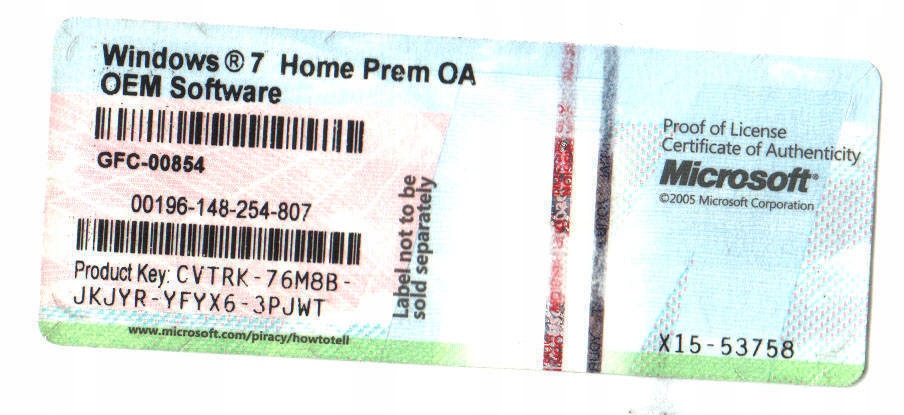 Windows ® 7 Home Prem OA
OEM Software
GFC-00854
00196-148-254-807
Product Key: CVTRK-76M8B-
JKJYR-YFYX6-3PJWT
www.microsoft.com/piracy/howtotell
Label not to be
sold separately
Proof of License
Certificate of Authenticity
Microsoft®
©2005 Microsoft Corporation
X15-53758